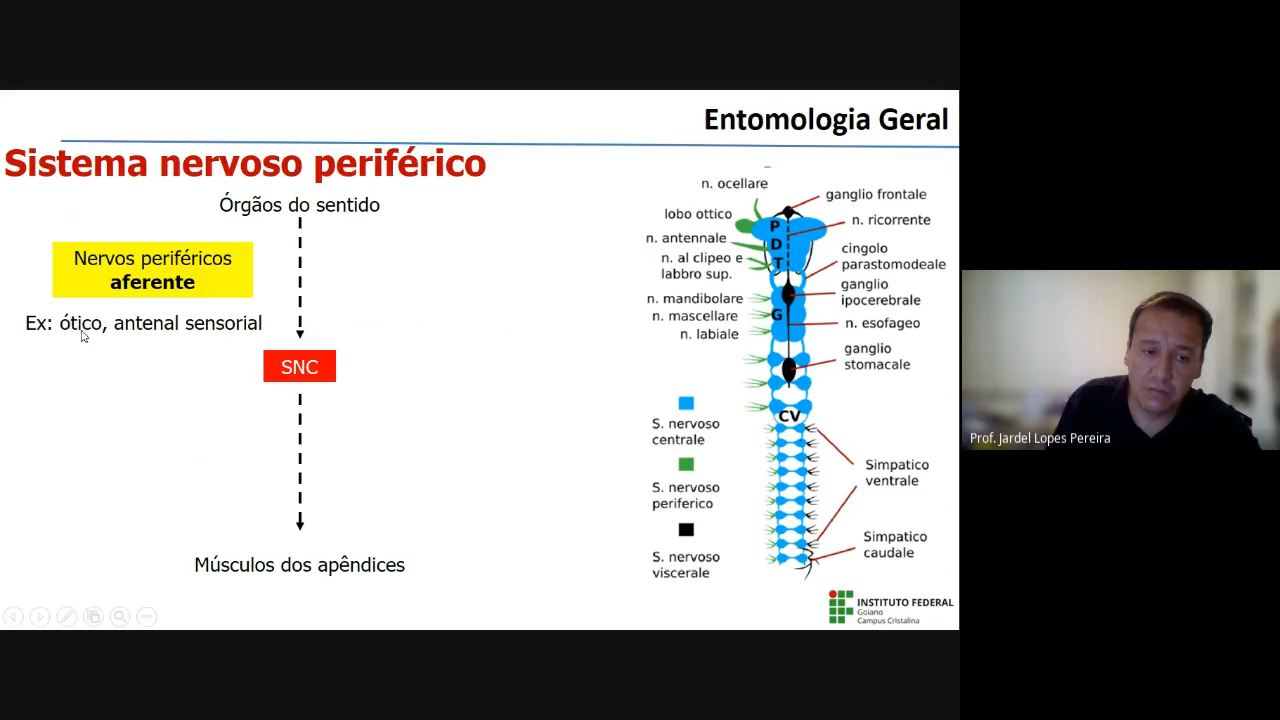 Entomologia Geral
Sistema nervoso periférico
Órgãos do sentido
Nervos periféricos
aferente
Ex: ótico, antenal sensorial
SNC
Músculos dos apêndices
n. ocellare
lobo ottico
n. antennale
n. al clipeo e
labbro sup.
n. mandibolare
n. mascellare
n. labiale
P
D
T
G
CV
ganglio frontale
n. ricorrente
cingolo
parastomodeale
ganglio
ipocerebrale
n. esofageo
ganglio
stomacale
S. nervoso
centrale
S. nervoso
periferico
S. nervoso
viscerale
Simpatico
ventrale
Simpatico
caudale
INSTITUTO FEDERAL
Goiano
Campus Cristalina
Prof. Jardel Lopes Pereira